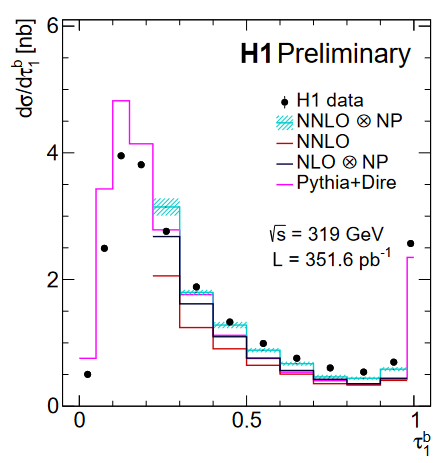 dσ/dτ₁ᵇ [nb]
6
4
2
0
H1 Preliminary
H1 data
NNLO ⊗ NP
NNLO
NLO ⊗ NP
Pythia+Dire
√s = 319 GeV
L = 351.6 pb⁻¹
0 0.5 1
τ₁ᵇ